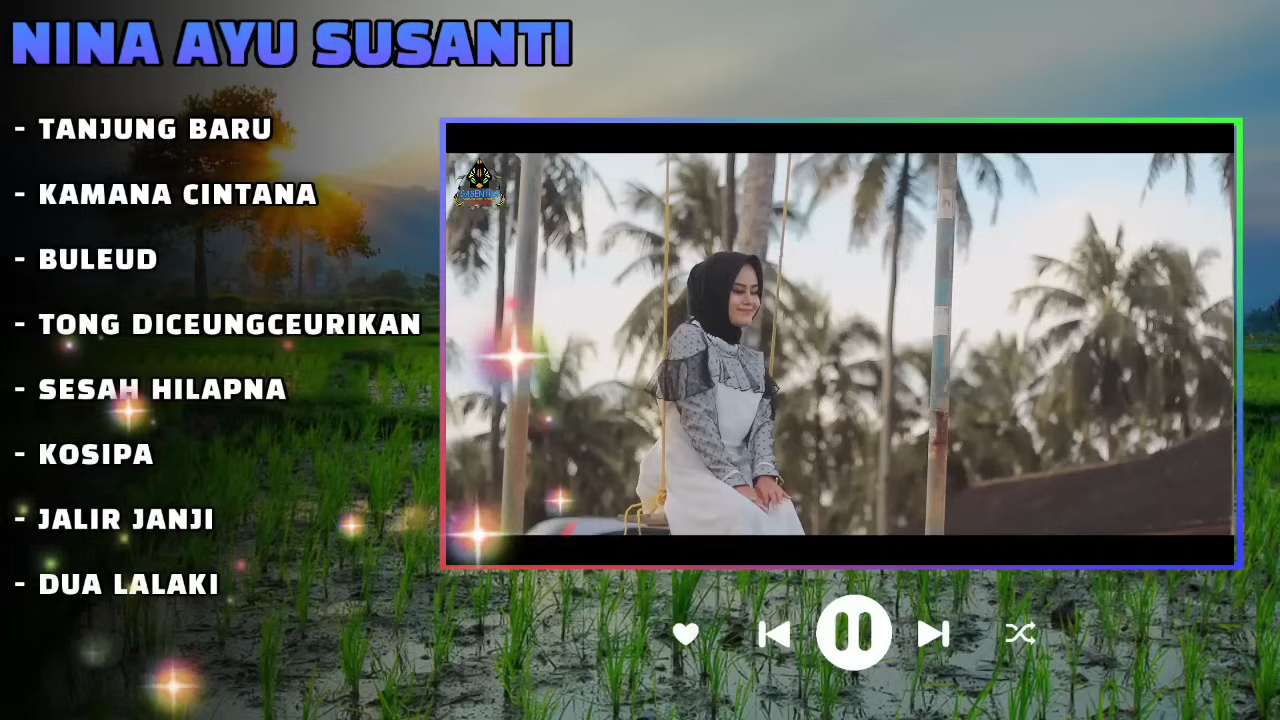 NINA AYU SUSANTI
- TANJUNG BARU
- KAMANA CINTANA
- BULEUD
- TONG DICEUNGCEURIKAN
- SESAH HILAPNA
- KOSIPA
- JALIR JANJI
- DUA LALAKI